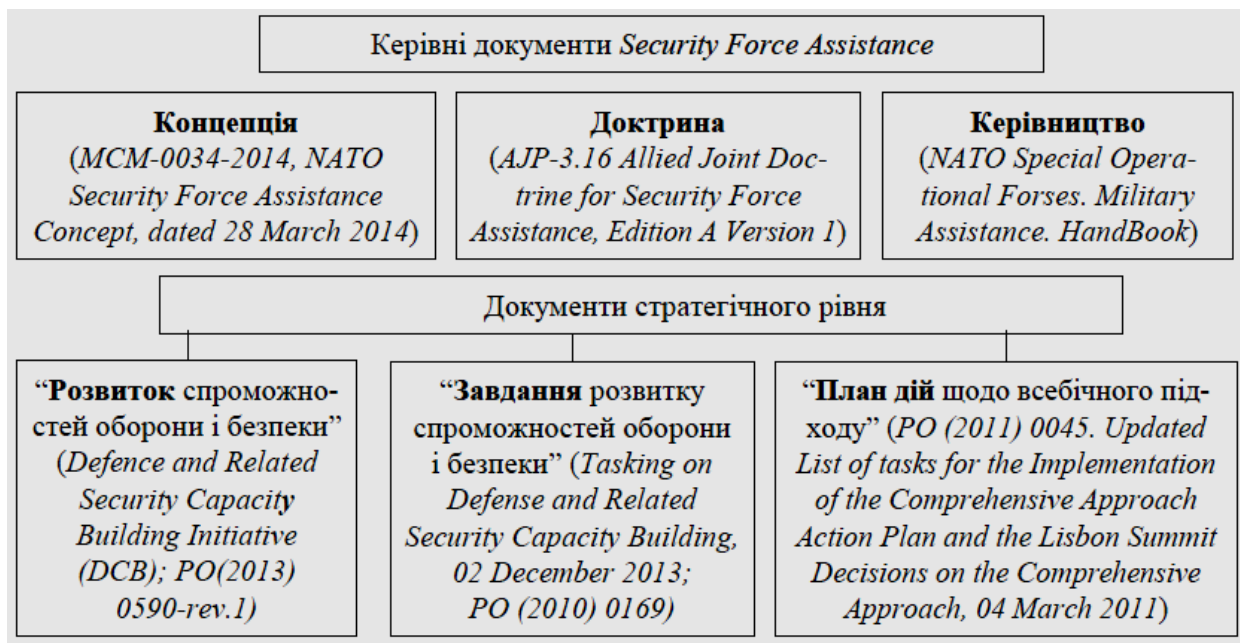 Керівні документи Security Force Assistance
Концепція
(MCM-0034-2014, NATO
Security Force Assistance
Concept, dated 28 March 2014)
Доктрина
(AJP-3.16 Allied Joint Doc-
trine for Security Force
Assistance, Edition A Version 1)
Керівництво
(NATO Special Opera-
tional Forses. Military
Assistance. HandBook)
Документи стратегічного рівня
“Розвиток спроможно-
стей оборони і безпеки”
(Defence and Related
Security Capacity
Building Initiative
(DCB); PO(2013)
0590-rev.1)
“Завдання розвитку
спроможностей оборони
і безпеки” (Tasking on
Defense and Related
Security Capacity Building,
02 December 2013;
PO (2010) 0169)
“План дій щодо всебічного під-
ходу” (PO (2011) 0045. Updated
List of tasks for the Implementation
of the Comprehensive Approach
Action Plan and the Lisbon Summit
Decisions on the Comprehensive
Approach, 04 March 2011)